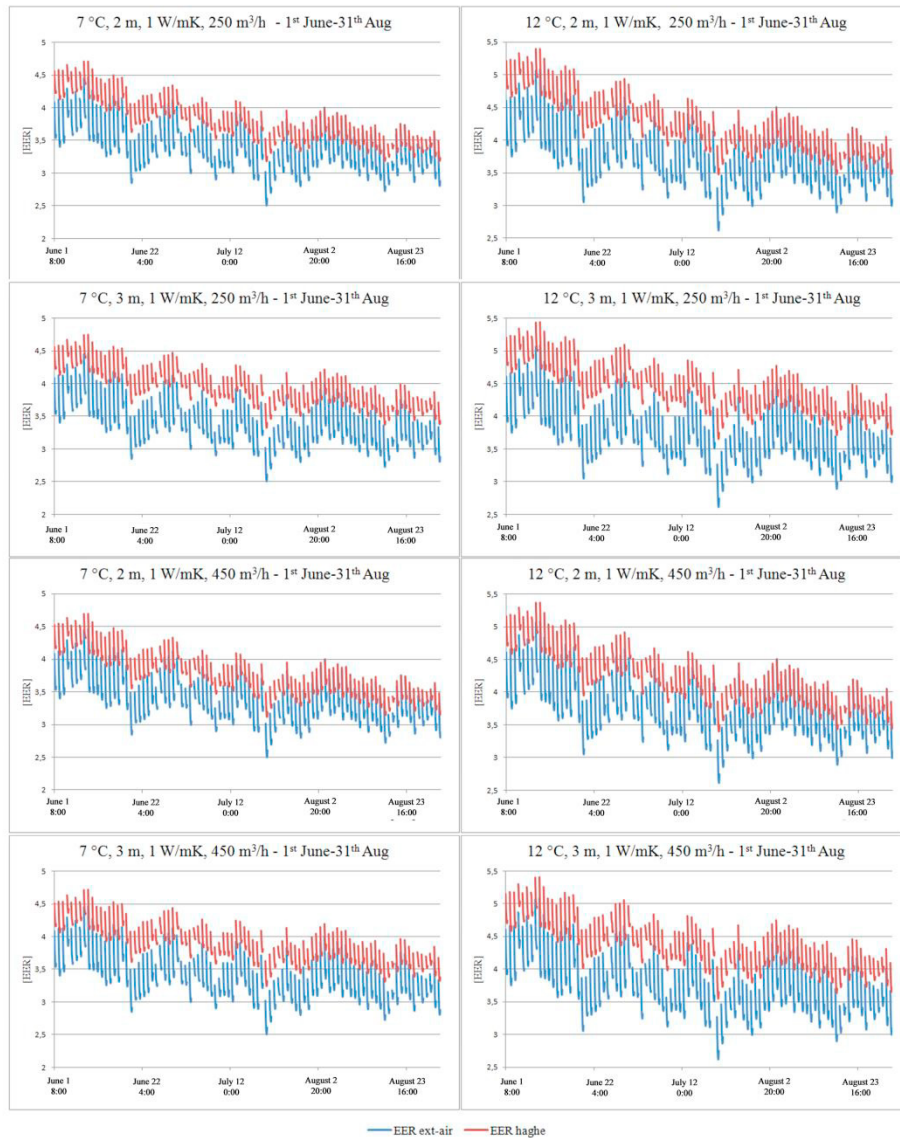 7 °C, 2 m, 1 W/mK, 250 m³/h - 1ˢᵗ June-31ᵗʰ Aug
5
4,5
4
3,5
3
2,5
2
[EER]
June 1 June 22 July 12 August 2 August 23
8:00 4:00 0:00 20:00 16:00
12 °C, 2 m, 1 W/mK, 250 m³/h - 1ˢᵗ June-31ᵗʰ Aug
5,5
5
4,5
4
3,5
3
2,5
[EER]
June 1 June 22 July 12 August 2 August 23
8:00 4:00 0:00 20:00 16:00
7 °C, 3 m, 1 W/mK, 250 m³/h - 1ˢᵗ June-31ᵗʰ Aug
5
4,5
4
3,5
3
2,5
2
[EER]
June 1 June 22 July 12 August 2 August 23
8:00 4:00 0:00 20:00 16:00
12 °C, 3 m, 1 W/mK, 250 m³/h - 1ˢᵗ June-31ᵗʰ Aug
5,5
5
4,5
4
3,5
3
2,5
[EER]
June 1 June 22 July 12 August 2 August 23
8:00 4:00 0:00 20:00 16:00
7 °C, 2 m, 1 W/mK, 450 m³/h - 1ˢᵗ June-31ᵗʰ Aug
5
4,5
4
3,5
3
2,5
2
[EER]
June 1 June 22 July 12 August 2 August 23
8:00 4:00 0:00 20:00 16:00
12 °C, 2 m, 1 W/mK, 450 m³/h - 1ˢᵗ June-31ᵗʰ Aug
5,5
5
4,5
4
3,5
3
2,5
[EER]
June 1 June 22 July 12 August 2 August 23
8:00 4:00 0:00 20:00 16:00
7 °C, 3 m, 1 W/mK, 450 m³/h - 1ˢᵗ June-31ᵗʰ Aug
5
4,5
4
3,5
3
2,5
2
[EER]
June 1 June 22 July 12 August 2 August 23
8:00 4:00 0:00 20:00 16:00
12 °C, 3 m, 1 W/mK, 450 m³/h - 1ˢᵗ June-31ᵗʰ Aug
5,5
5
4,5
4
3,5
3
2,5
[EER]
June 1 June 22 July 12 August 2 August 23
8:00 4:00 0:00 20:00 16:00
EER ext-air EER haghe